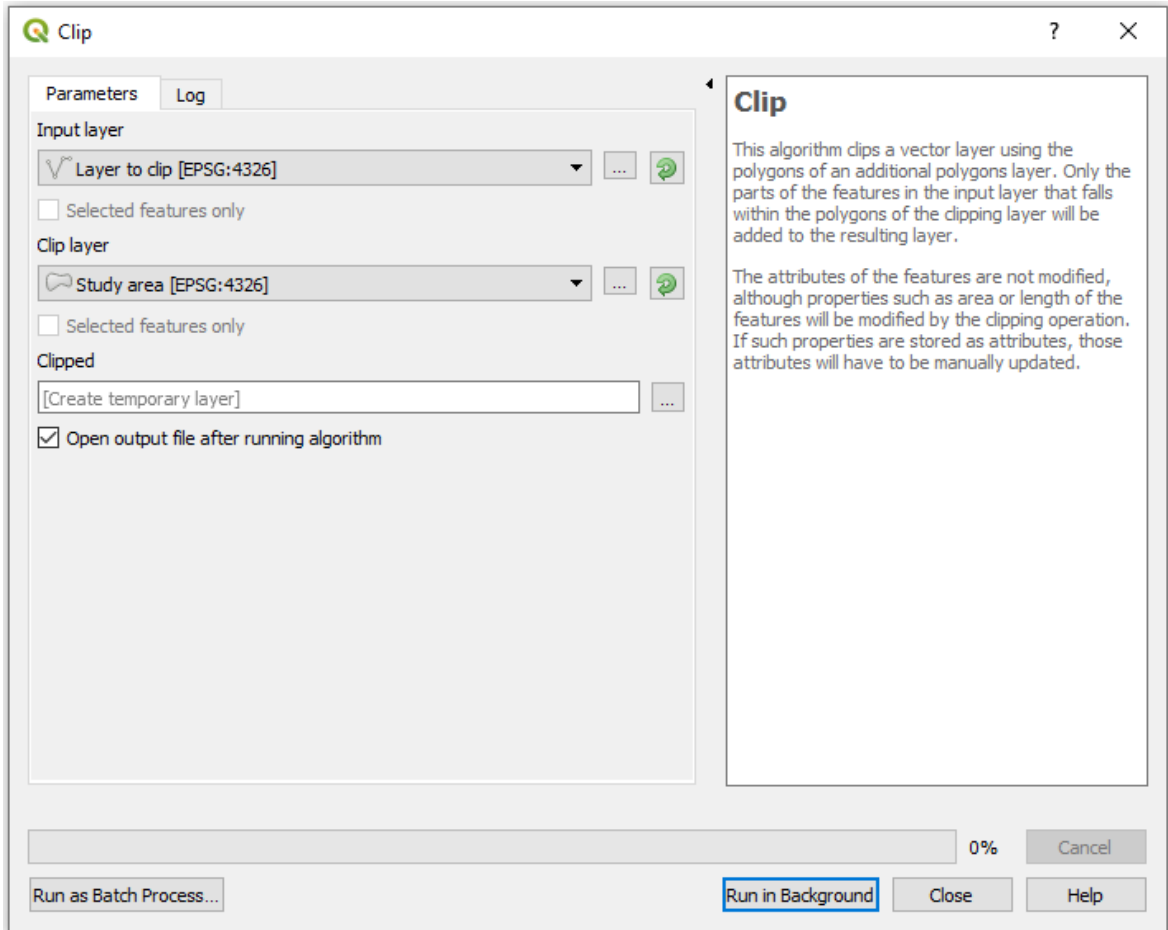 Clip
?
Parameters
Log
Input layer
Layer to clip [EPSG:4326]
...
Selected features only
Clip layer
Study area [EPSG:4326]
...
Selected features only
Clipped
[Create temporary layer]
...
Open output file after running algorithm
Clip
This algorithm clips a vector layer using the
polygons of an additional polygons layer. Only the
parts of the features in the input layer that falls
within the polygons of the clipping layer will be
added to the resulting layer.
The attributes of the features are not modified,
although properties such as area or length of the
features will be modified by the clipping operation.
If such properties are stored as attributes, those
attributes will have to be manually updated.
0%
Cancel
Run as Batch Process...
Run in Background
Close
Help